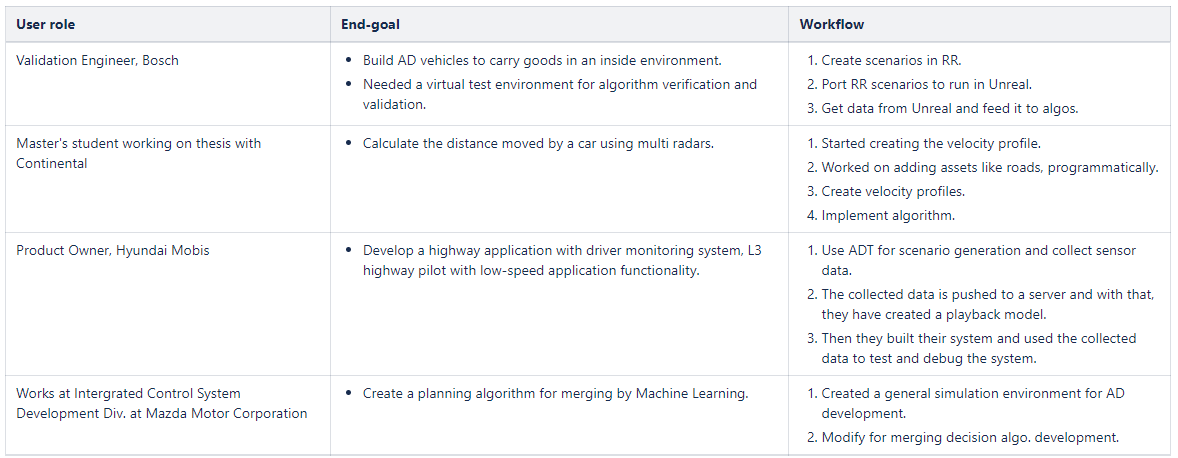 User role
End-goal
Workflow
Validation Engineer, Bosch
Build AD vehicles to carry goods in an inside environment.
Needed a virtual test environment for algorithm verification and
validation.
1. Create scenarios in RR.
2. Port RR scenarios to run in Unreal.
3. Get data from Unreal and feed it to algos.
Master's student working on thesis with
Continental
Calculate the distance moved by a car using multi radars.
1. Started creating the velocity profile.
2. Worked on adding assets like roads, programmatically.
3. Create velocity profiles.
4. Implement algorithm.
Product Owner, Hyundai Mobis
Develop a highway application with driver monitoring system, L3
highway pilot with low-speed application functionality.
1. Use ADT for scenario generation and collect sensor
data.
2. The collected data is pushed to a server and with that,
they have created a playback model.
3. Then they built their system and used the collected
data to test and debug the system.
Works at Intergrated Control System
Development Div. at Mazda Motor Corporation
Create a planning algorithm for merging by Machine Learning.
1. Created a general simulation environment for AD
development.
2. Modify for merging decision algo. development.